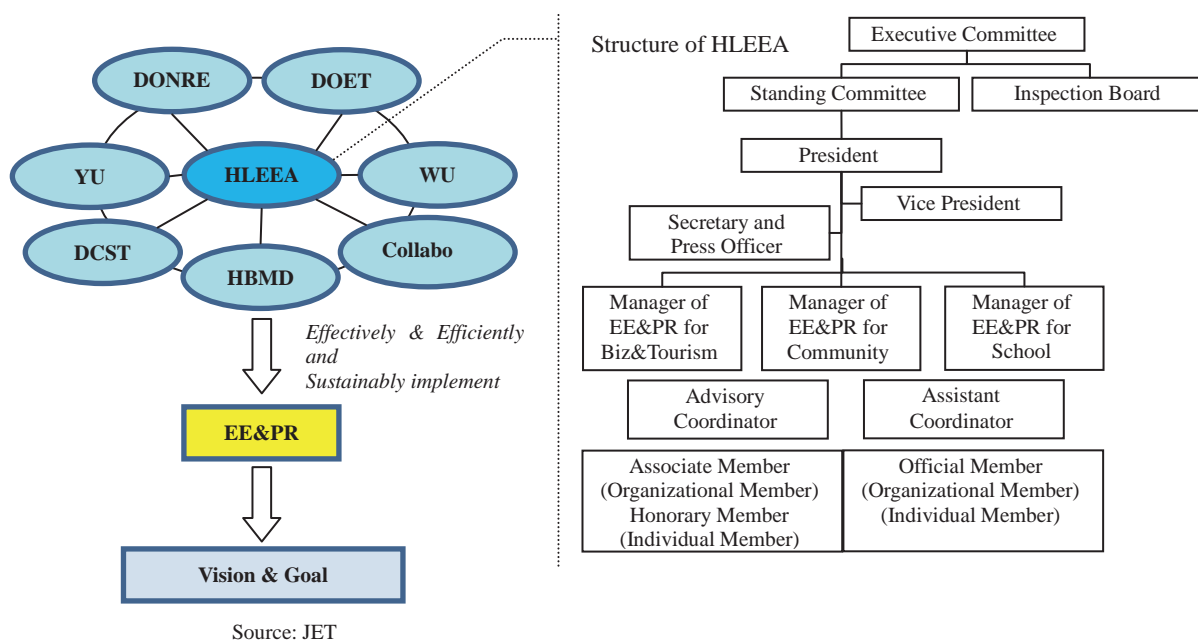 DONRE
DOET
YU
HLEEA
WU
DCST
HBMD
Collabo
Effectively & Efficiently
and
Sustainably implement
EE&PR
Vision & Goal
Source: JET
Structure of HLEEA
Executive Committee
Standing Committee
Inspection Board
President
Vice President
Secretary and
Press Officer
Manager of
EE&PR for
Biz&Tourism
Manager of
EE&PR for
Community
Manager of
EE&PR for
School
Advisory
Coordinator
Assistant
Coordinator
Associate Member
(Organizational Member)
Honorary Member
(Individual Member)
Official Member
(Organizational Member)
(Individual Member)